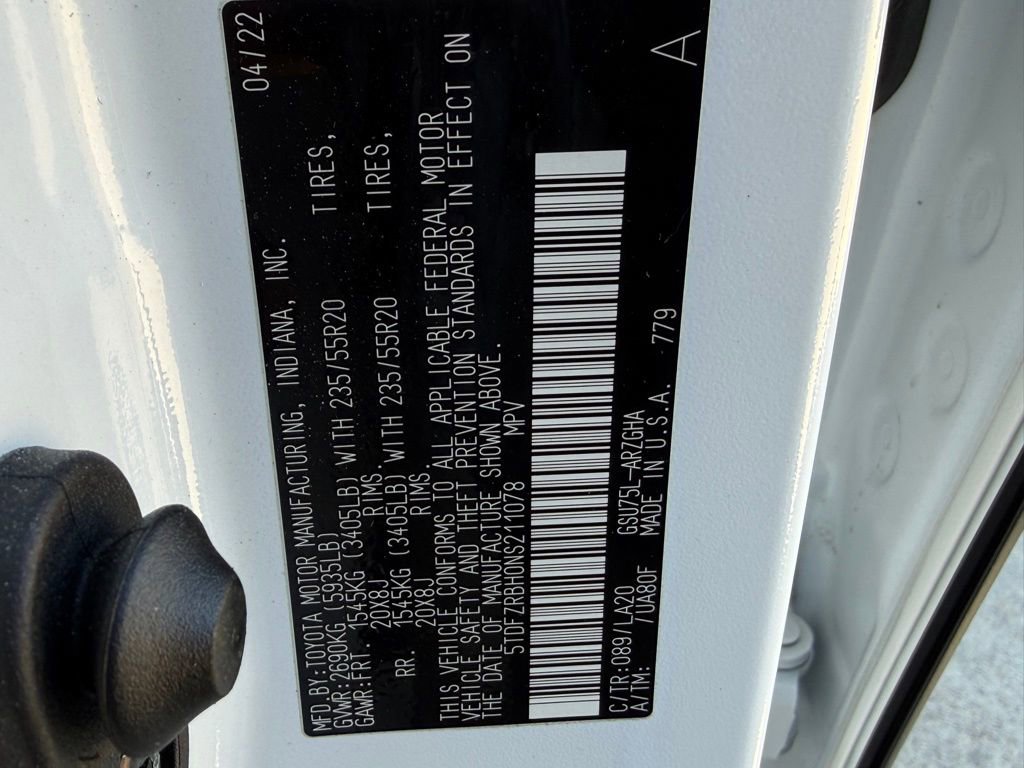 MFD.BY:TOYOTA MOTOR MANUFACTURING, INDIANA, INC. 04/22
GVWR:2690KG(5935LB)
GAWR:FRT. 1545KG (3405LB) WITH 235/55R20 TIRES,
20X8J RIMS.
RR. 1545KG (3405LB) WITH 235/55R20 TIRES,
20X8J RIMS.
THIS VEHICLE CONFORMS TO ALL APPLICABLE FEDERAL MOTOR
VEHICLE SAFETY AND THEFT PREVENTION STANDARDS IN EFFECT ON
THE DATE OF MANUFACTURE SHOWN ABOVE.
5TDFZRBH0NS211078 MPV
C/TR:089/LA20 GSU75L-ARZGHA
A/TM: /UA80F MADE IN U.S.A. 779 A